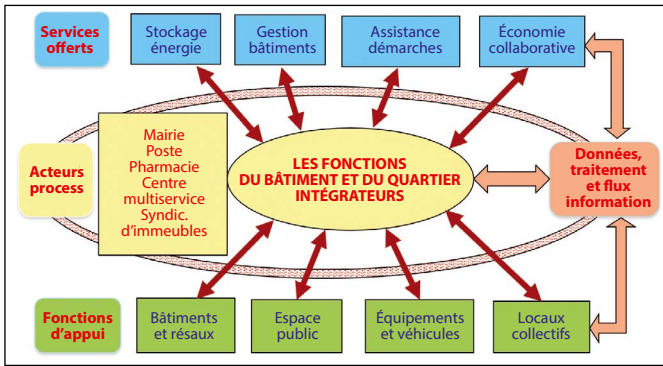 Services
offerts
Stockage
énergie
Gestion
bâtiments
Assistance
démarches
Économie
collaborative
Acteurs
process
Mairie
Poste
Pharmacie
Centre
multiservice
Syndic.
d'immeubles
LES FONCTIONS
DU BÂTIMENT ET DU QUARTIER
INTÉGRATEURS
Données,
traitement
et flux
information
Fonctions
d'appui
Bâtiments
et résaux
Espace
public
Équipements
et véhicules
Locaux
collectifs